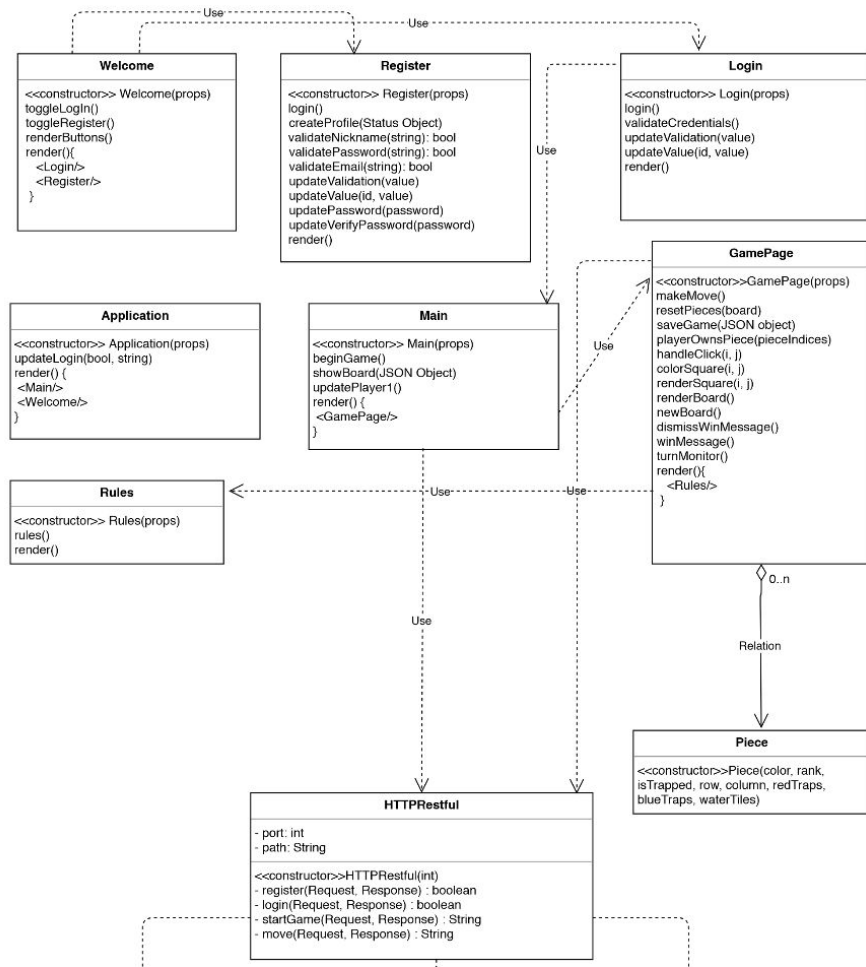 Use
Use
Welcome
<<constructor>> Welcome(props)
toggleLogIn()
toggleRegister()
renderButtons()
render(){
<Login/>
<Register/>
}
Register
<<constructor>> Register(props)
login()
createProfile(Status Object)
validateNickname(string): bool
validatePassword(string): bool
validateEmail(string): bool
updateValidation(value)
updateValue(id, value)
updatePassword(password)
updateVerifyPassword(password)
render()
Login
<<constructor>> Login(props)
login()
validateCredentials()
updateValidation(value)
updateValue(id, value)
render()
Use
GamePage
<<constructor>>GamePage(props)
makeMove()
resetPieces(board)
saveGame(JSON object)
playerOwnsPiece(pieceIndices)
handleClick(i, j)
colorSquare(i, j)
renderSquare(i, j)
renderBoard()
newBoard()
dismissWinMessage()
winMessage()
turnMonitor()
render(){
<Rules/>
}
Application
<<constructor>> Application(props)
updateLogin(bool, string)
render() {
<Main/>
<Welcome/>
}
Main
<<constructor>> Main(props)
beginGame()
showBoard(JSON Object)
updatePlayer1()
render() {
<GamePage/>
}
Use
Rules
<<constructor>> Rules(props)
rules()
render()
Use
Use
0..n
Use
Relation
Piece
<<constructor>>Piece(color, rank,
isTrapped, row, column, redTraps,
blueTraps, waterTiles)
HTTPRestful
- port: int
- path: String
<<constructor>>HTTPRestful(int)
- register(Request, Response) : boolean
- login(Request, Response) : boolean
- startGame(Request, Response) : String
- move(Request, Response) : String